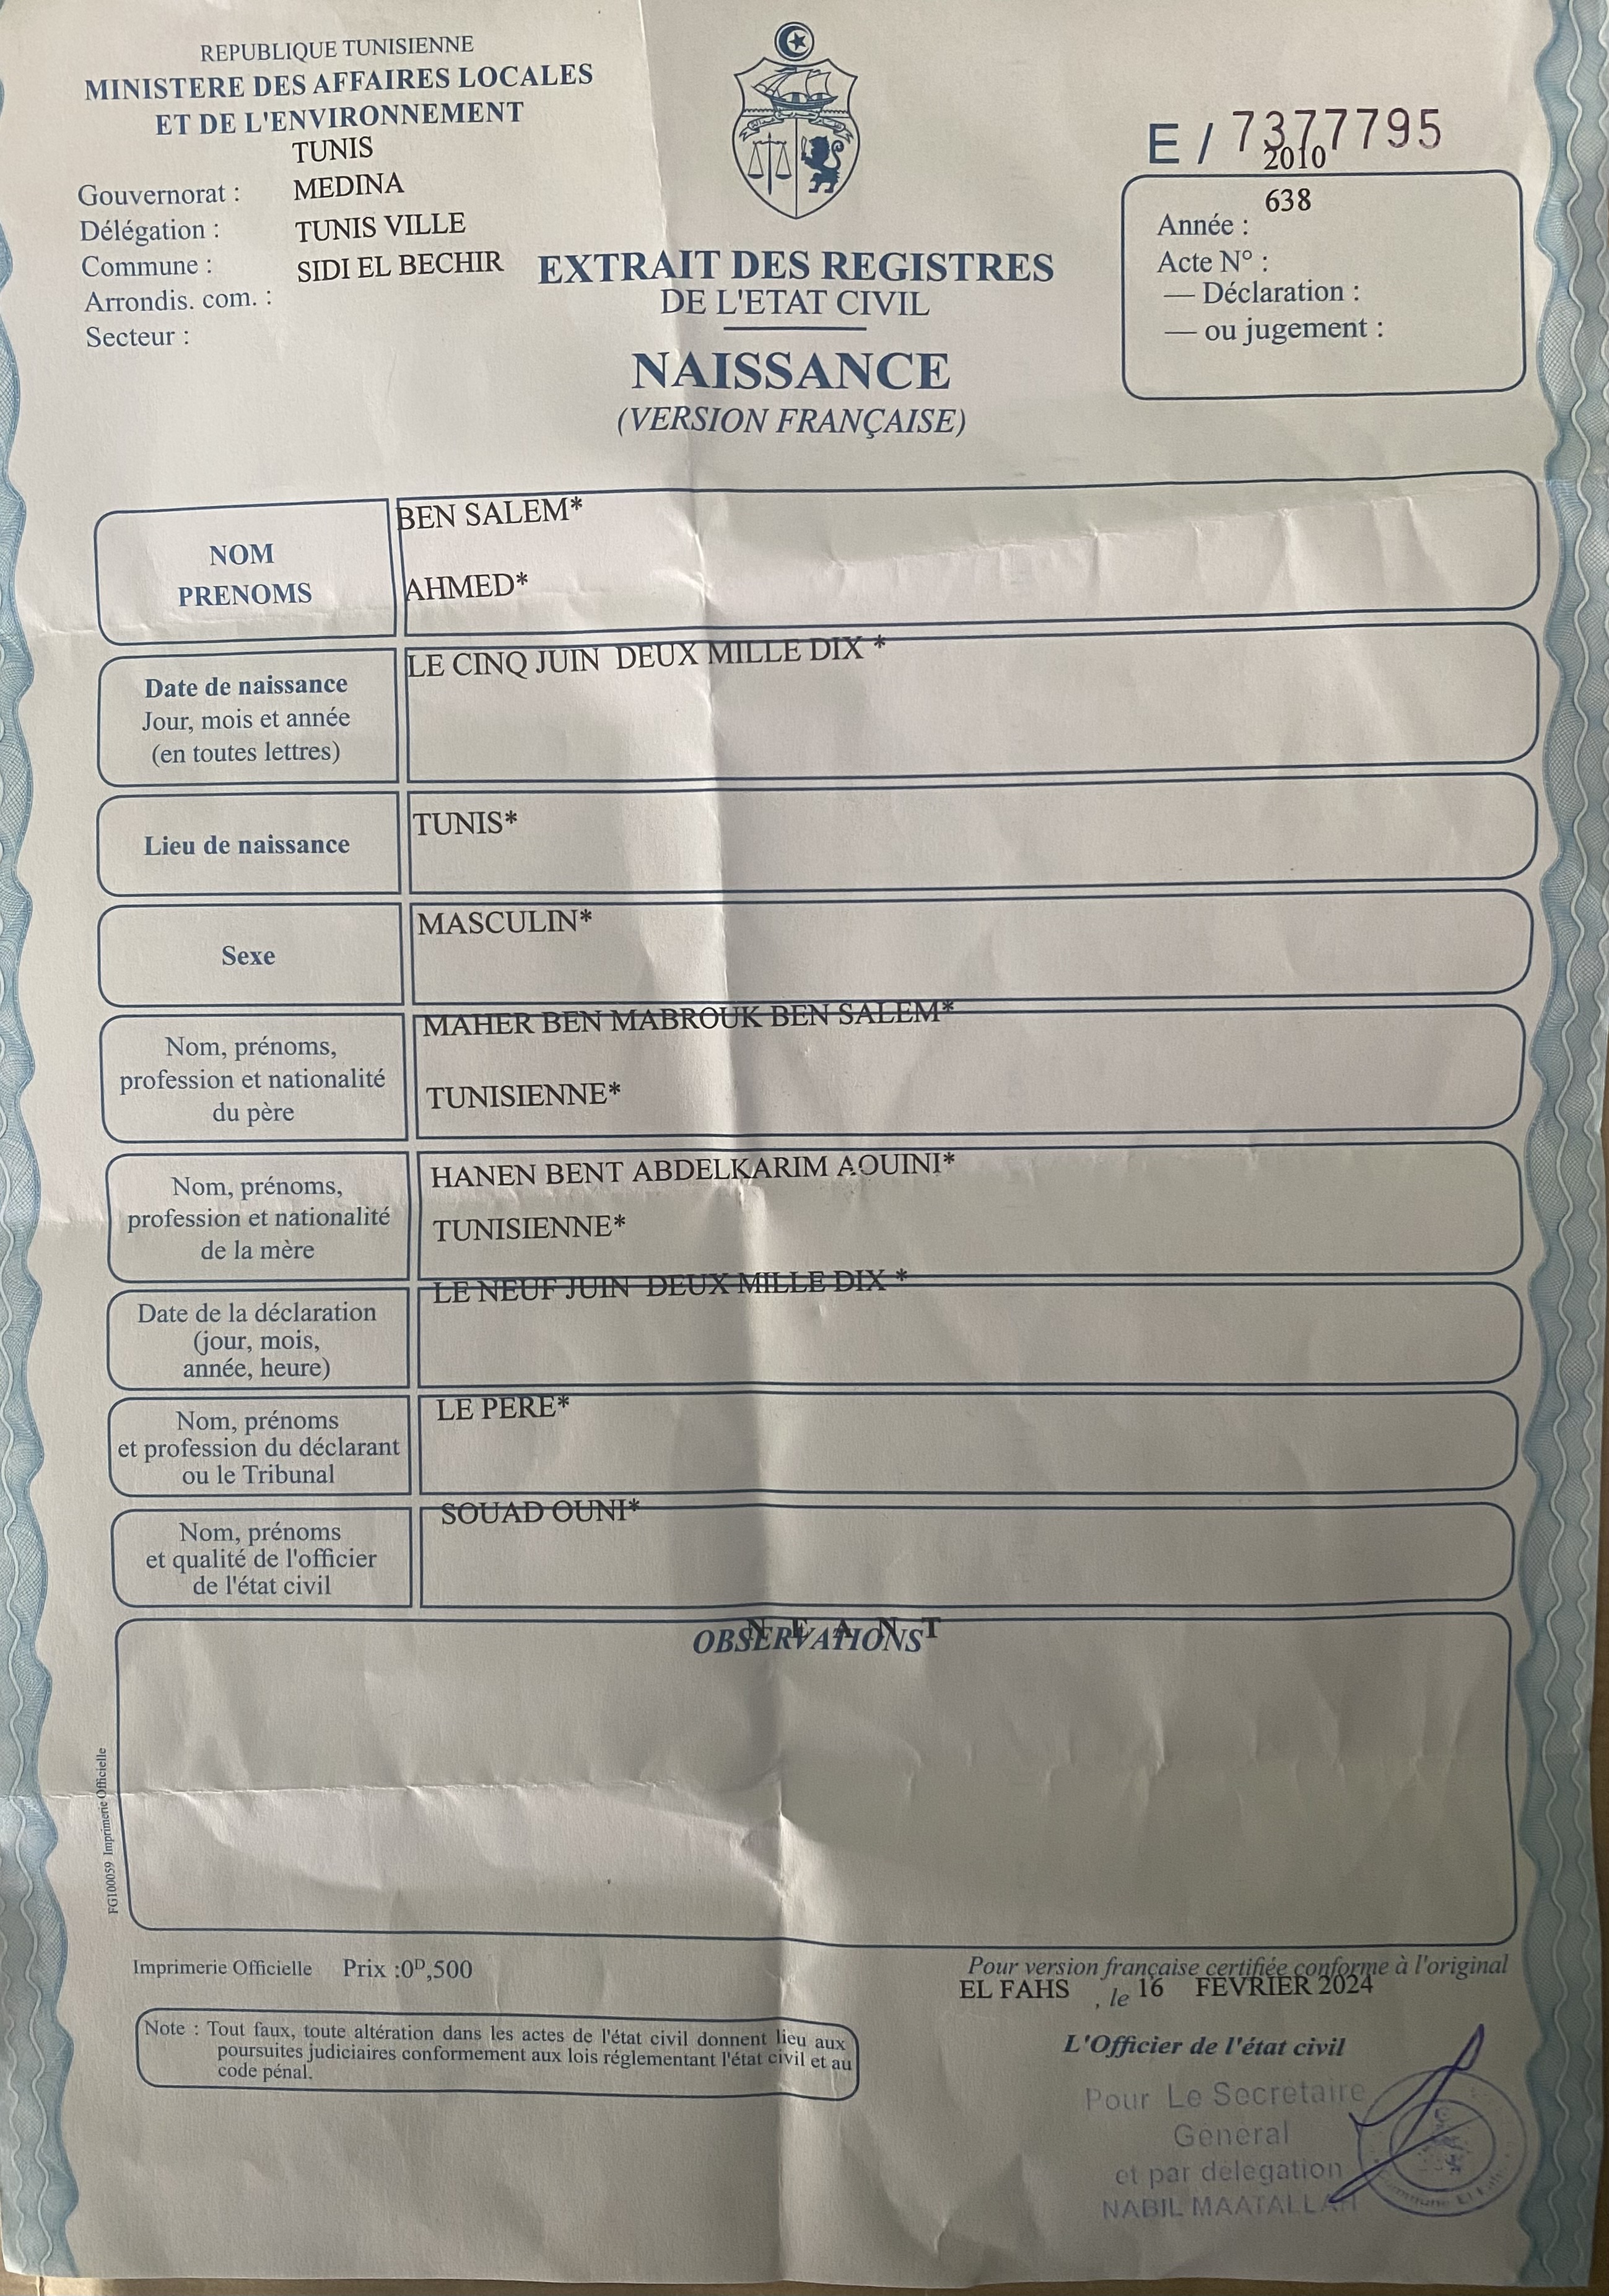 REPUBLIQUE TUNISIENNE
MINISTERE DES AFFAIRES LOCALES
ET DE L'ENVIRONNEMENT
TUNIS
Gouvernorat : MEDINA
Délégation : TUNIS VILLE
Commune : SIDI EL BECHIR
Arrondis. com. :
Secteur :
E / 7377795
2010
638
Année :
Acte N° :
— Déclaration :
— ou jugement :
EXTRAIT DES REGISTRES
DE L'ETAT CIVIL
NAISSANCE
(VERSION FRANÇAISE)
NOM
PRENOMS
BEN SALEM*
AHMED*
Date de naissance
Jour, mois et année
(en toutes lettres)
LE CINQ JUIN DEUX MILLE DIX *
Lieu de naissance
TUNIS*
Sexe
MASCULIN*
Nom, prénoms,
profession et nationalité
du père
MAHER BEN MABROUK BEN SALEM*
TUNISIENNE*
Nom, prénoms,
profession et nationalité
de la mère
HANEN BENT ABDELKARIM AOUINI*
TUNISIENNE*
Date de la déclaration
(jour, mois,
année, heure)
LE NEUF JUIN DEUX MILLE DIX *
Nom, prénoms
et profession du déclarant
ou le Tribunal
LE PERE*
Nom, prénoms
et qualité de l'officier
de l'état civil
SOUAD OUNI*
N E A N T
OBSERVATIONS
FG100059 Imprimerie Officielle
Imprimerie Officielle Prix :0D,500
Pour version française certifiée conforme à l'original
EL FAHS , le 16 FEVRIER 2024
Note : Tout faux, toute altération dans les actes de l'état civil donnent lieu aux
poursuites judiciaires conformement aux lois réglementant l'état civil et au
code pénal.
L'Officier de l'état civil
Pour Le Secretaire
General
et par delegation
NABIL MAATALLAH